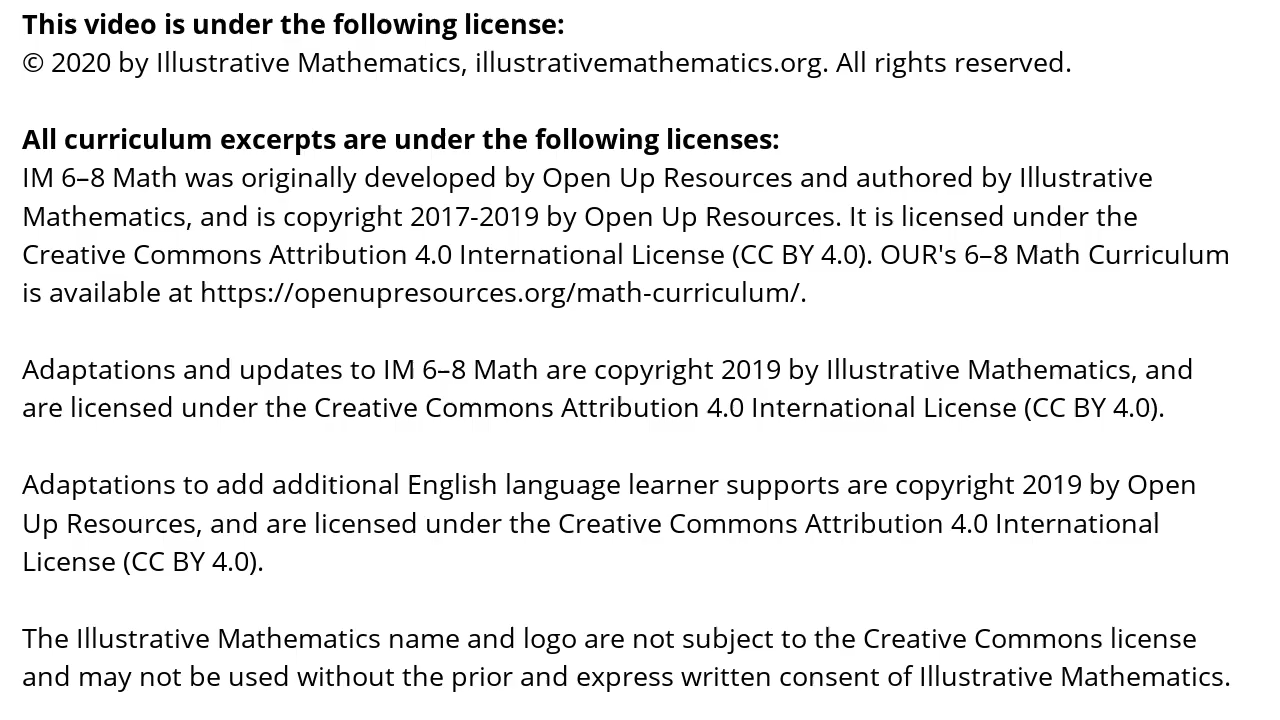 This video is under the following license:
© 2020 by Illustrative Mathematics, illustrativemathematics.org. All rights reserved.
All curriculum excerpts are under the following licenses:
IM 6–8 Math was originally developed by Open Up Resources and authored by Illustrative
Mathematics, and is copyright 2017-2019 by Open Up Resources. It is licensed under the
Creative Commons Attribution 4.0 International License (CC BY 4.0). OUR's 6–8 Math Curriculum
is available at https://openupresources.org/math-curriculum/.
Adaptations and updates to IM 6–8 Math are copyright 2019 by Illustrative Mathematics, and
are licensed under the Creative Commons Attribution 4.0 International License (CC BY 4.0).
Adaptations to add additional English language learner supports are copyright 2019 by Open
Up Resources, and are licensed under the Creative Commons Attribution 4.0 International
License (CC BY 4.0).
The Illustrative Mathematics name and logo are not subject to the Creative Commons license
and may not be used without the prior and express written consent of Illustrative Mathematics.